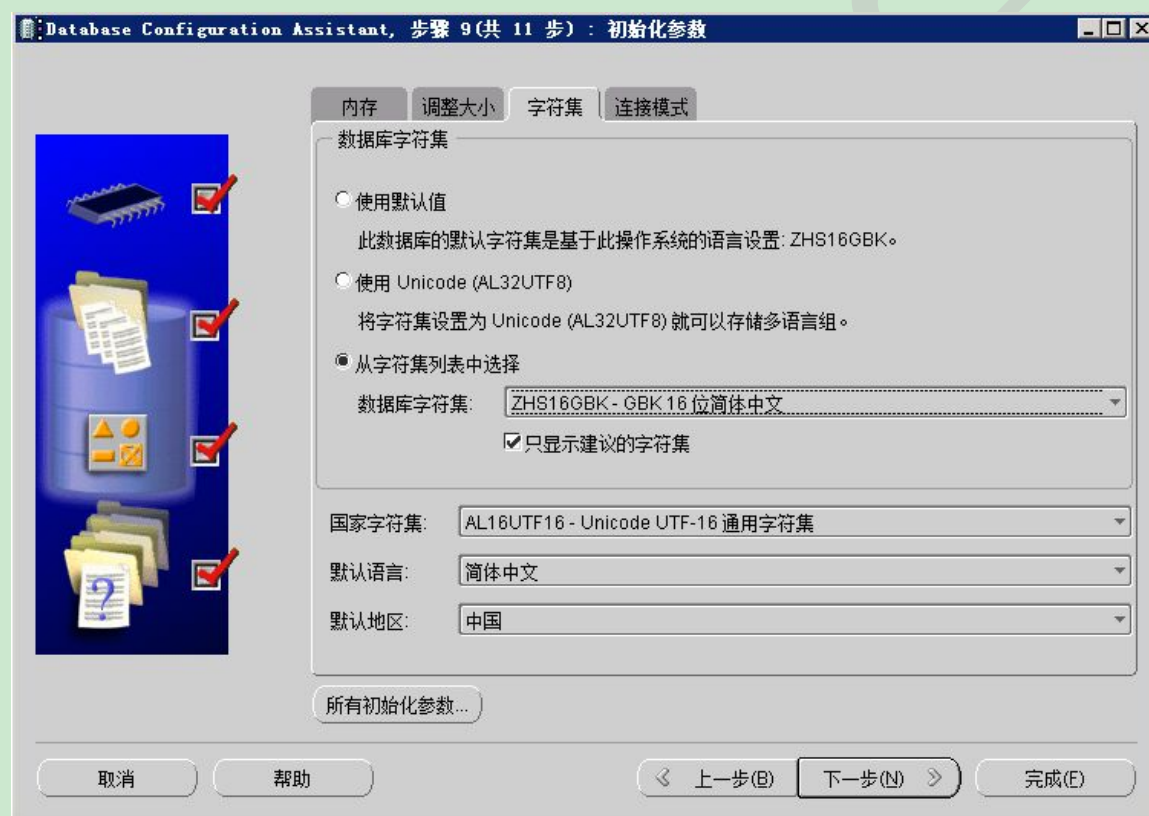 Database Configuration Assistant, 步骤 9(共 11 步) : 初始化参数
内存 调整大小 字符集 连接模式
数据库字符集
使用默认值
此数据库的默认字符集是基于此操作系统的语言设置: ZHS16GBK。
使用 Unicode (AL32UTF8)
将字符集设置为 Unicode (AL32UTF8) 就可以存储多语言组。
从字符集列表中选择
数据库字符集: ZHS16GBK - GBK 16 位简体中文
只显示建议的字符集
国家字符集: AL16UTF16 - Unicode UTF-16 通用字符集
默认语言: 简体中文
默认地区: 中国
?
所有初始化参数...
取消 帮助 上一步(B) 下一步(N) 完成(F)